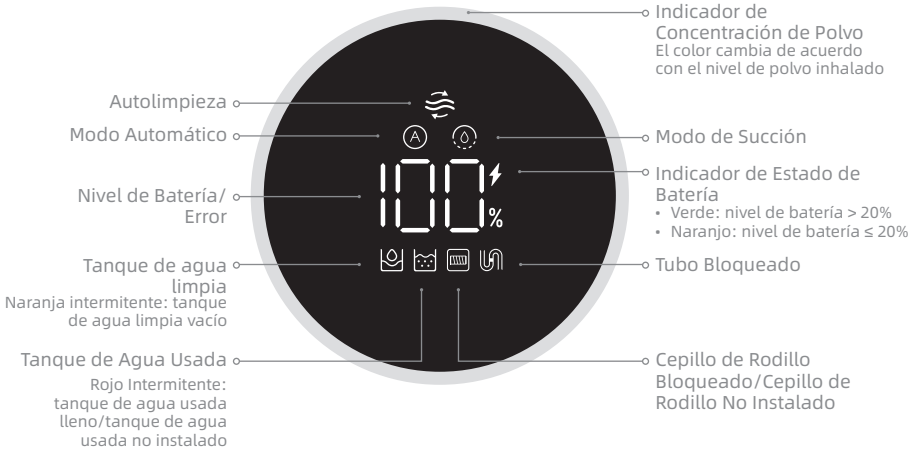 Indicador de
Concentración de Polvo
El color cambia de acuerdo
con el nivel de polvo inhalado
Autolimpieza
Modo Automático
A
Modo de Succión
Nivel de Batería/
Error
100
%
Indicador de Estado de
Batería
• Verde: nivel de batería > 20%
• Naranjo: nivel de batería ≤ 20%
Tanque de agua
limpia
Naranja intermitente: tanque
de agua limpia vacío
Tubo Bloqueado
Tanque de Agua Usada
Rojo Intermitente:
tanque de agua usada
lleno/tanque de agua
usada no instalado
Cepillo de Rodillo
Bloqueado/Cepillo de
Rodillo No Instalado